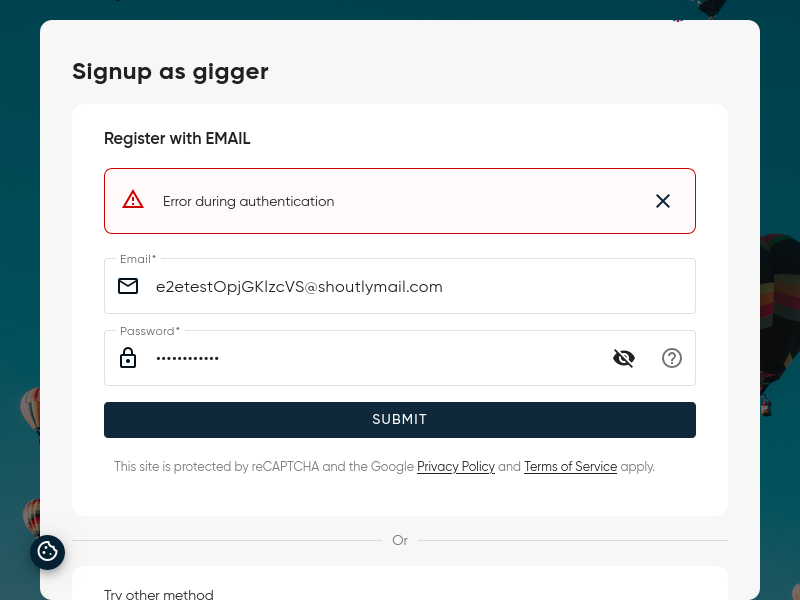 Signup as gigger
Register with EMAIL
Error during authentication
Email*
e2etestOpjGKlzcVS@shoutlymail.com
Password*
••••••••••••
SUBMIT
This site is protected by reCAPTCHA and the Google Privacy Policy and Terms of Service apply.
Or
Try other method